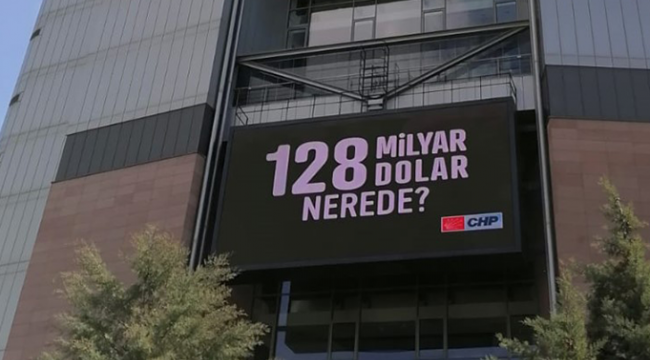 128 MİLYAR
DOLAR
NEREDE?
CHP